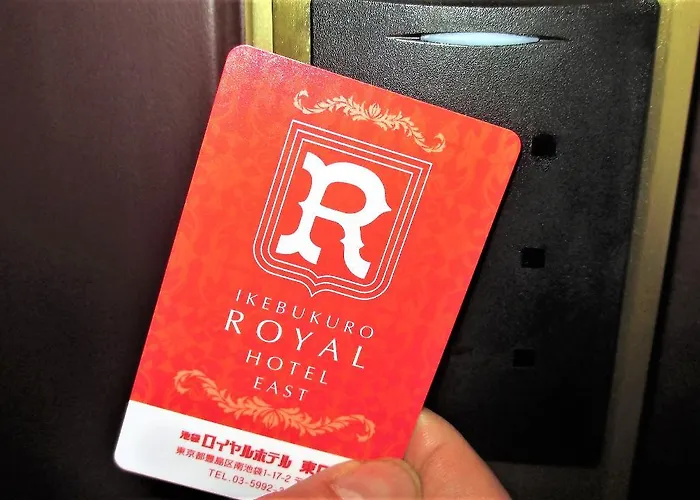 R
IKEBUKURO
ROYAL
HOTEL
EAST
池袋 ロイヤルホテル 東
東京都豊島区南池袋1-17-2
TEL.03-5992-